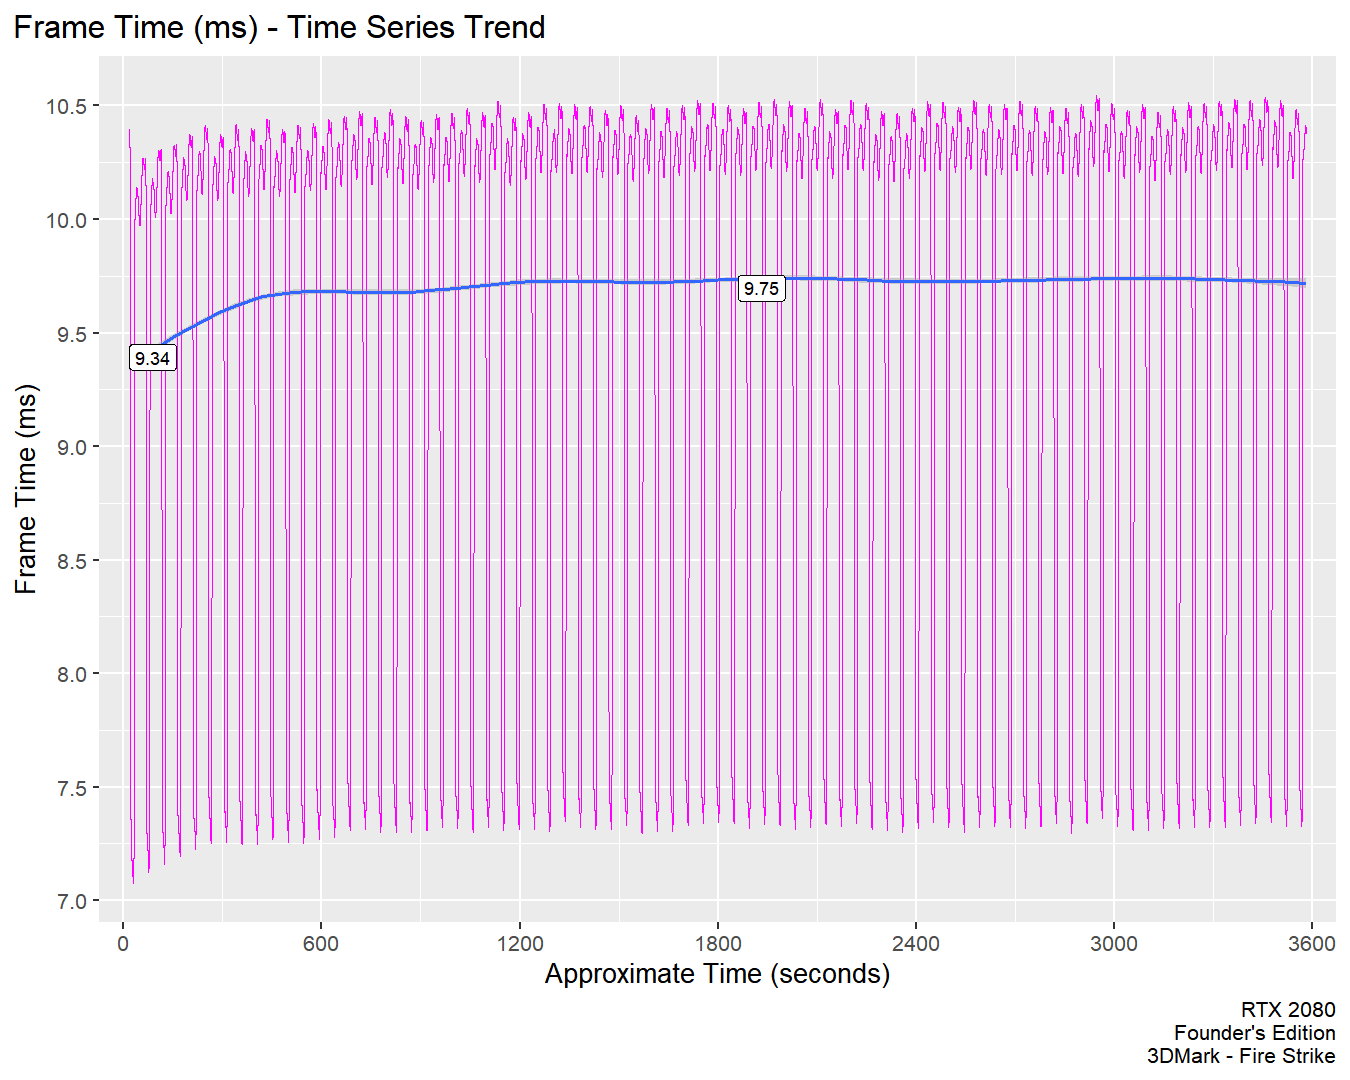 Frame Time (ms) - Time Series Trend
Frame Time (ms)
10.5
10.0
9.5
9.0
8.5
8.0
7.5
7.0
9.34
9.75
0 600 1200 1800 2400 3000 3600
Approximate Time (seconds)
RTX 2080
Founder's Edition
3DMark - Fire Strike